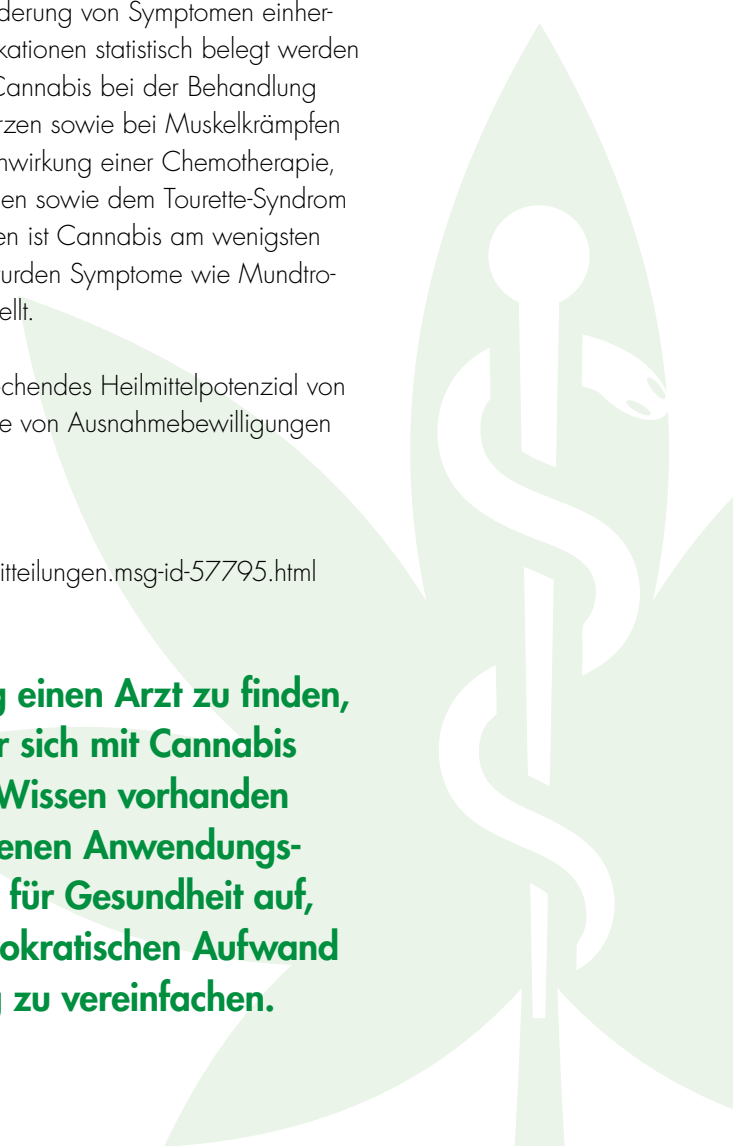 derung von Symptomen einher-
kationen statistisch belegt werden
Cannabis bei der Behandlung
rzen sowie bei Muskelkrämpfen
nwirkung einer Chemotherapie,
en sowie dem Tourette-Syndrom
en ist Cannabis am wenigsten
wurden Symptome wie Mundtro-
ellt.
echendes Heilmittelpotenzial von
e von Ausnahmebewilligungen
itteilungen.msg-id-57795.html
g einen Arzt zu finden,
r sich mit Cannabis
Wissen vorhanden
enen Anwendungs-
für Gesundheit auf,
okratischen Aufwand
g zu vereinfachen.